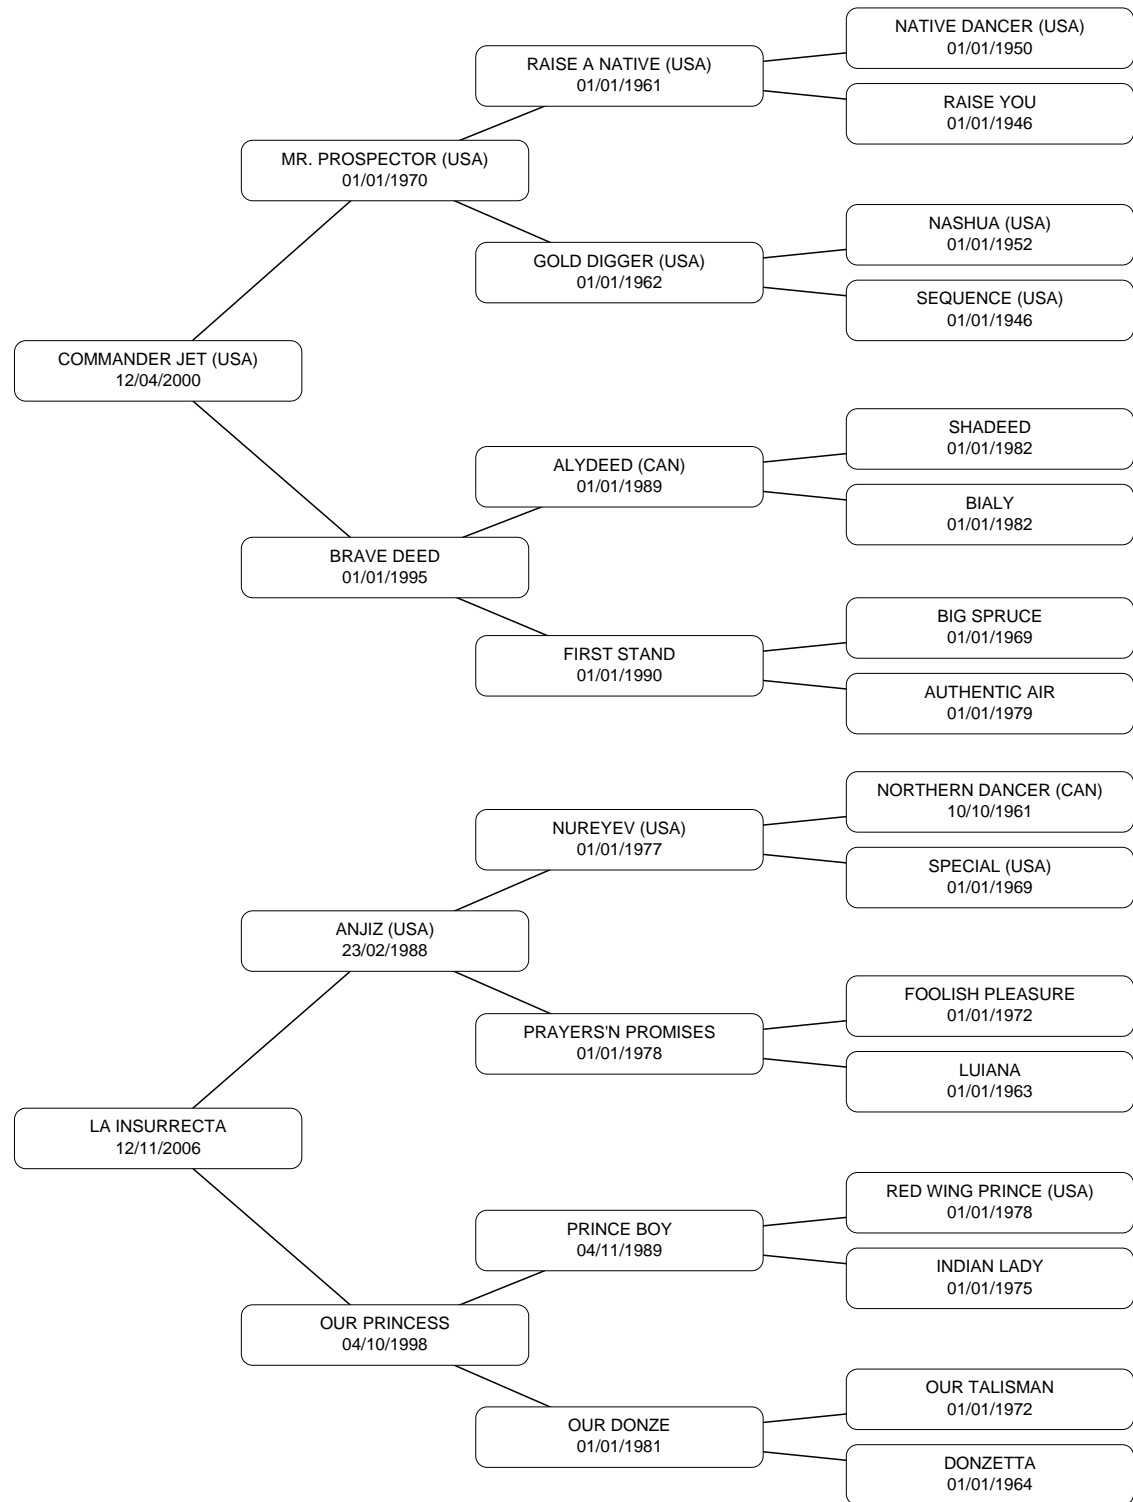 NATIVE DANCER (USA)
01/01/1950
RAISE A NATIVE (USA)
01/01/1961
RAISE YOU
01/01/1946
MR. PROSPECTOR (USA)
01/01/1970
NASHUA (USA)
01/01/1952
GOLD DIGGER (USA)
01/01/1962
SEQUENCE (USA)
01/01/1946
COMMANDER JET (USA)
12/04/2000
SHADEED
01/01/1982
ALYDEED (CAN)
01/01/1989
BIALY
01/01/1982
BRAVE DEED
01/01/1995
BIG SPRUCE
01/01/1969
FIRST STAND
01/01/1990
AUTHENTIC AIR
01/01/1979
NORTHERN DANCER (CAN)
10/10/1961
NUREYEV (USA)
01/01/1977
SPECIAL (USA)
01/01/1969
ANJIZ (USA)
23/02/1988
FOOLISH PLEASURE
01/01/1972
PRAYERS'N PROMISES
01/01/1978
LUIANA
01/01/1963
LA INSURRECTA
12/11/2006
RED WING PRINCE (USA)
01/01/1978
PRINCE BOY
04/11/1989
INDIAN LADY
01/01/1975
OUR PRINCESS
04/10/1998
OUR TALISMAN
01/01/1972
OUR DONZE
01/01/1981
DONZETTA
01/01/1964